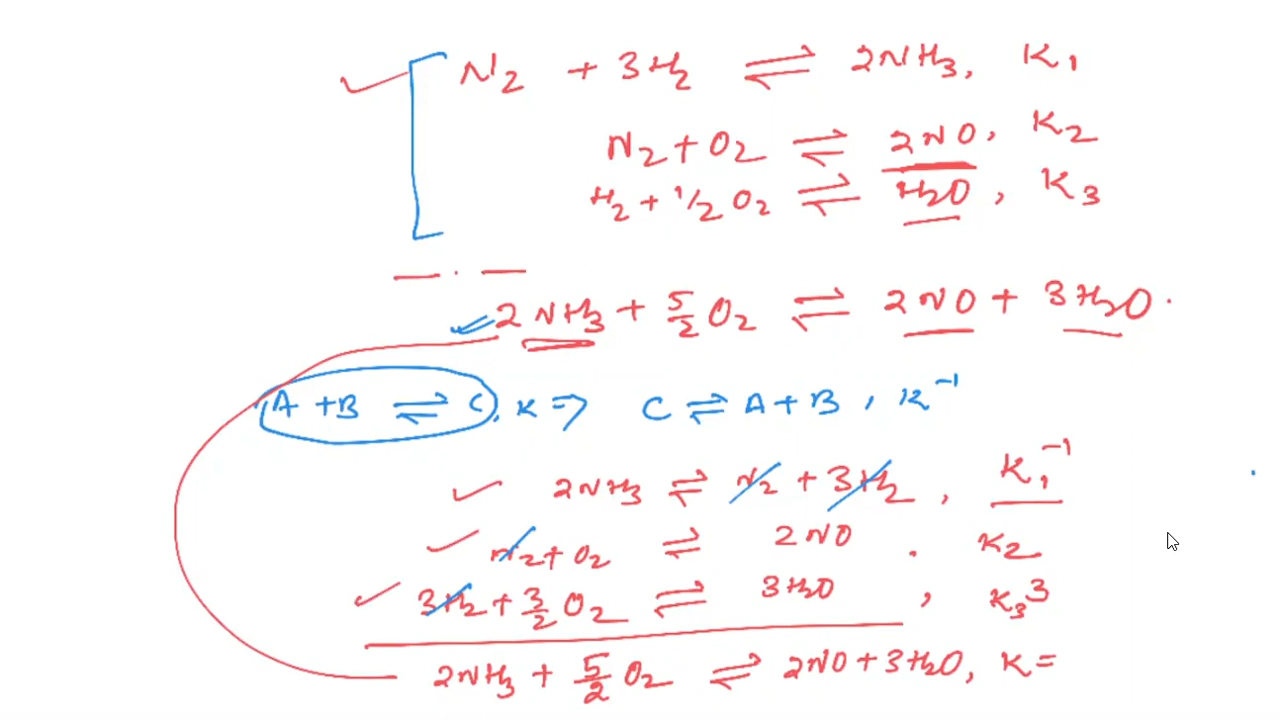 N₂ + 3H₂ ⇌ 2NH₃, K₁
N₂ + O₂ ⇌ 2NO, K₂
H₂ + 1/2 O₂ ⇌ H₂O, K₃
2NH₃ + 5/2 O₂ ⇌ 2NO + 3H₂O.
A + B ⇌ C, K ⇒ C ⇌ A + B, K⁻¹
2NH₃ ⇌ N₂ + 3H₂, K₁⁻¹
N₂ + O₂ ⇌ 2NO. K₂
3H₂ + 3/2 O₂ ⇌ 3H₂O, K₃³
2NH₃ + 5/2 O₂ ⇌ 2NO + 3H₂O, K=